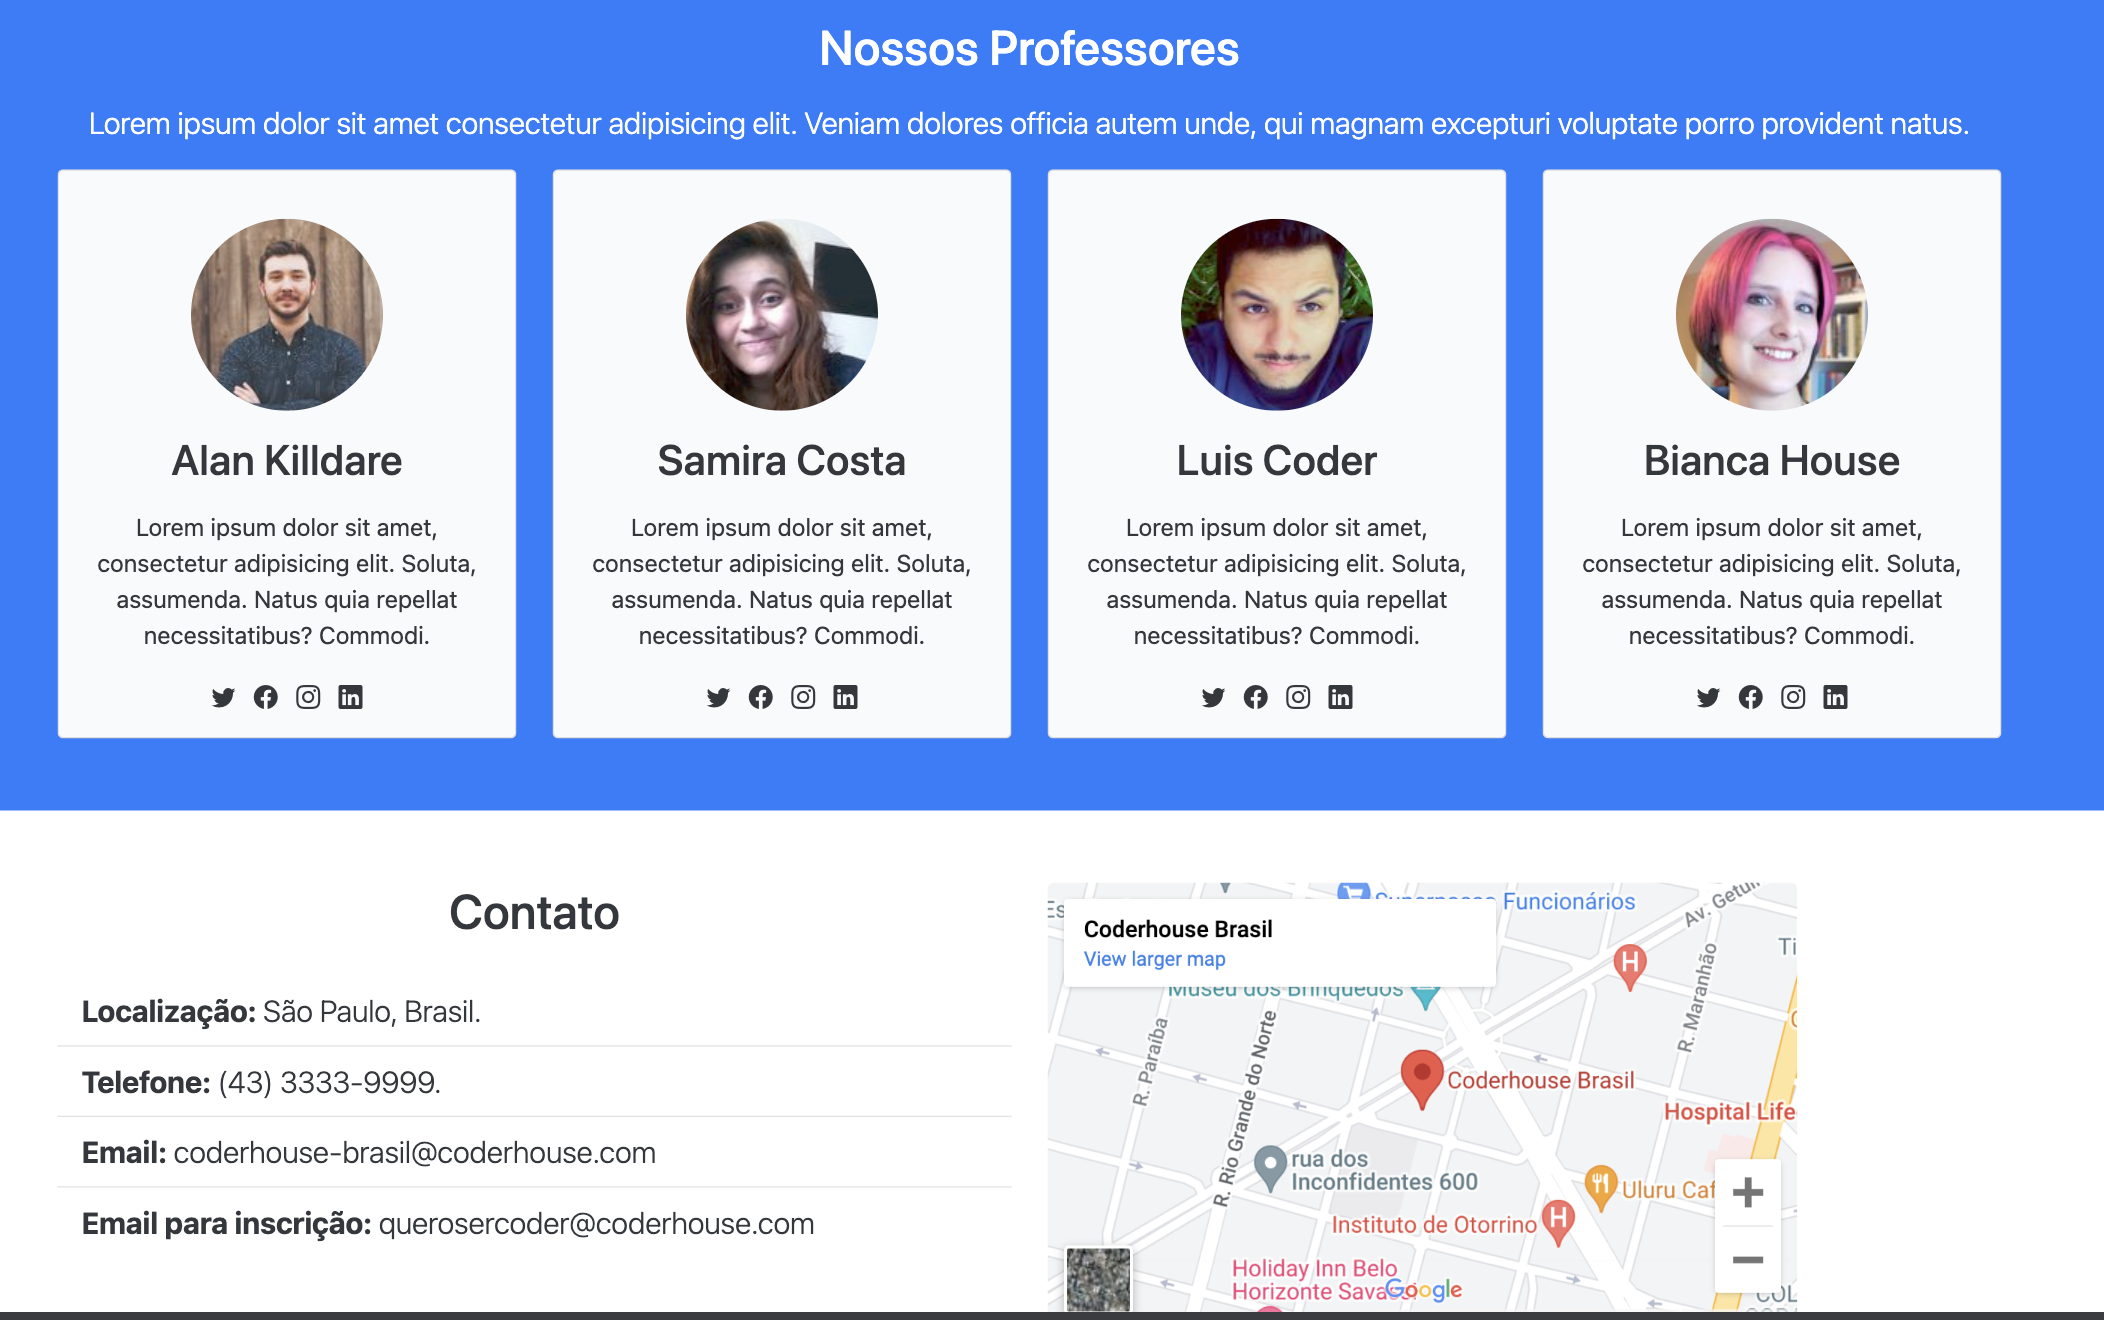 Nossos Professores
Lorem ipsum dolor sit amet consectetur adipisicing elit. Veniam dolores officia autem unde, qui magnam excepturi voluptate porro provident natus.
Alan Killdare
Lorem ipsum dolor sit amet,
consectetur adipisicing elit. Soluta,
assumenda. Natus quia repellat
necessitatibus? Commodi.
Samira Costa
Lorem ipsum dolor sit amet,
consectetur adipisicing elit. Soluta,
assumenda. Natus quia repellat
necessitatibus? Commodi.
Luis Coder
Lorem ipsum dolor sit amet,
consectetur adipisicing elit. Soluta,
assumenda. Natus quia repellat
necessitatibus? Commodi.
Bianca House
Lorem ipsum dolor sit amet,
consectetur adipisicing elit. Soluta,
assumenda. Natus quia repellat
necessitatibus? Commodi.
Contato
Localização: São Paulo, Brasil.
Telefone: (43) 3333-9999.
Email: coderhouse-brasil@coderhouse.com
Email para inscrição: querosercoder@coderhouse.com
Coderhouse Brasil
View larger map
Funcionários
Av. Getúl
Museu dos Brinquedos
R. Paraíba
R. Rio Grande do Norte
R. Maranhão
Coderhouse Brasil
Hospital Life
rua dos
Inconfidentes 600
Uluru Caf
Instituto de Otorrino
Holiday Inn Belo
Horizonte
Google